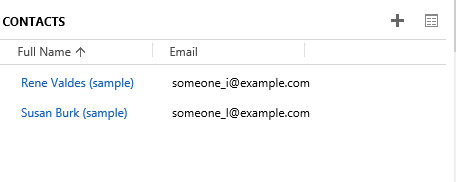 CONTACTS
Full Name Email
Rene Valdes (sample) someone_i@example.com
Susan Burk (sample) someone_l@example.com